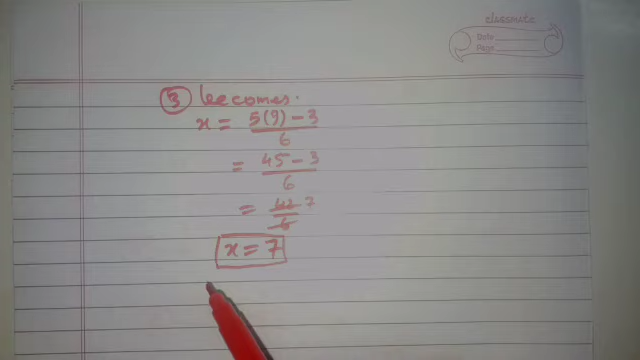 classmate
Date
Page
③ becomes.
x = 5(9) - 3
6
= 45 - 3
6
= 42 7
6
x = 7